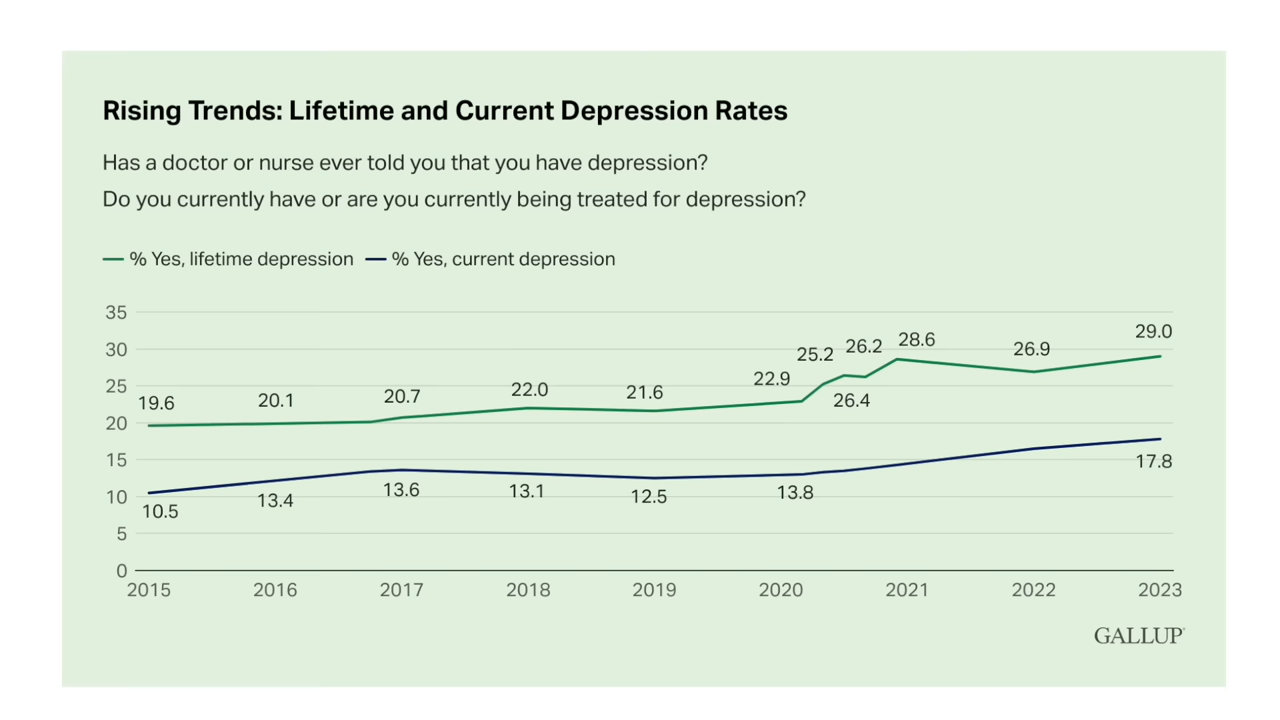 Rising Trends: Lifetime and Current Depression Rates
Has a doctor or nurse ever told you that you have depression?
Do you currently have or are you currently being treated for depression?
% Yes, lifetime depression % Yes, current depression
35
30
25
20
15
10
5
0
19.6 20.1 20.7 22.0 21.6 22.9 25.2 26.4 26.2 28.6 26.9 29.0
10.5 13.4 13.6 13.1 12.5 13.8 17.8
2015 2016 2017 2018 2019 2020 2021 2022 2023
GALLUP